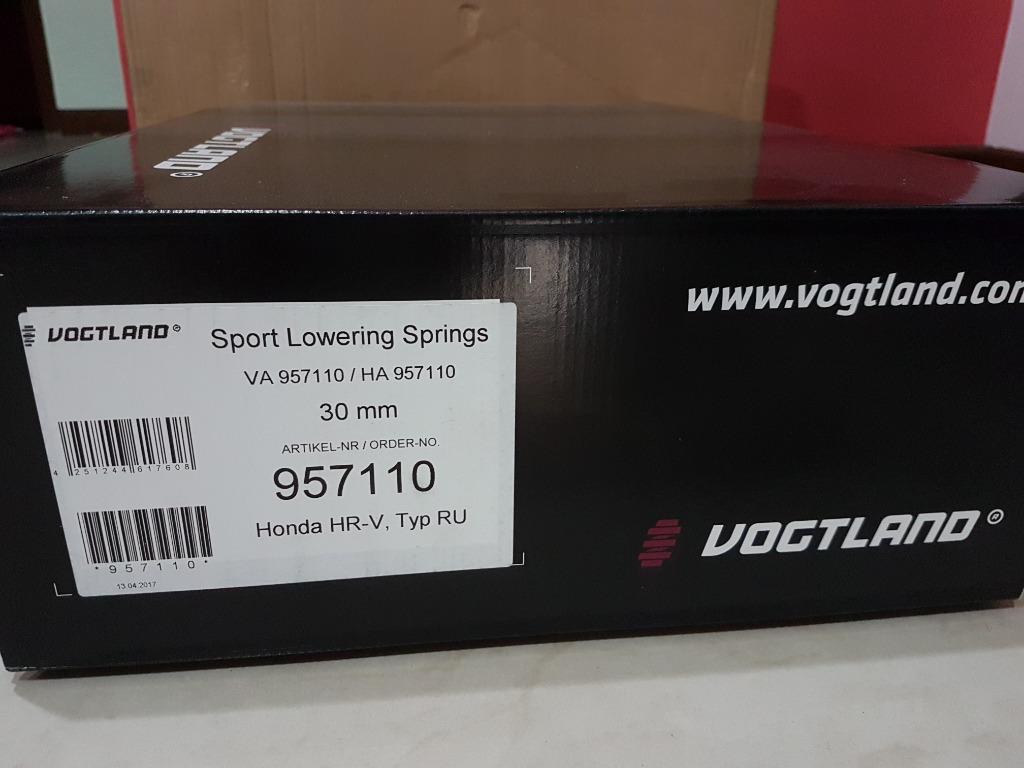 VOGTLAND®
www.vogtland.com
VOGTLAND®
Sport Lowering Springs
VA 957110 / HA 957110
30 mm
ARTIKEL-NR / ORDER-NO.
957110
Honda HR-V, Typ RU
4 251244 617608
*957110*
13.04.2017
VOGTLAND®